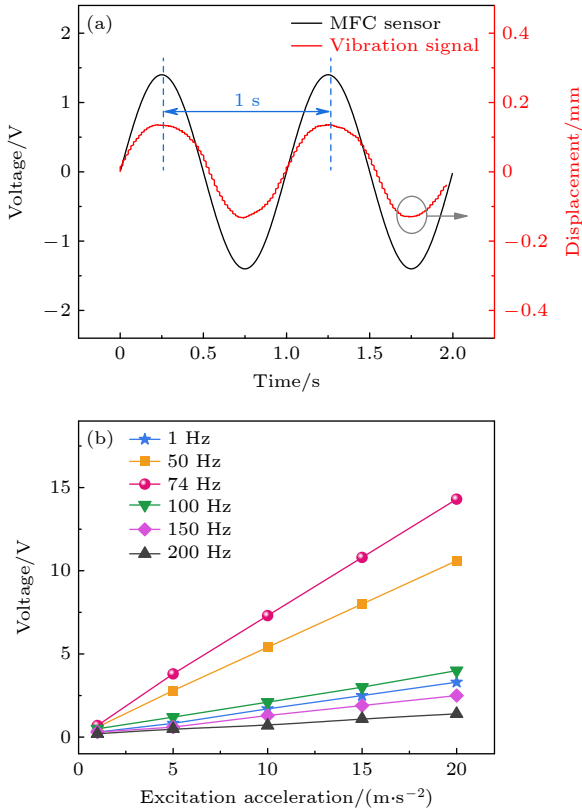 (a)
MFC sensor
Vibration signal
1 s
2
1
0
−1
−2
Voltage/V
0.4
0.2
0
−0.2
−0.4
Displacement/mm
0 0.5 1.0 1.5 2.0
Time/s
(b)
1 Hz
50 Hz
74 Hz
100 Hz
150 Hz
200 Hz
15
10
5
0
Voltage/V
5 10 15 20
Excitation acceleration/(m·s−2)